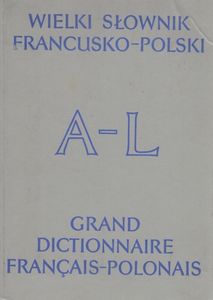 WIELKI SŁOWNIK
FRANCUSKO-POLSKI
A-L
GRAND
DICTIONNAIRE
FRANÇAIS-POLONAIS